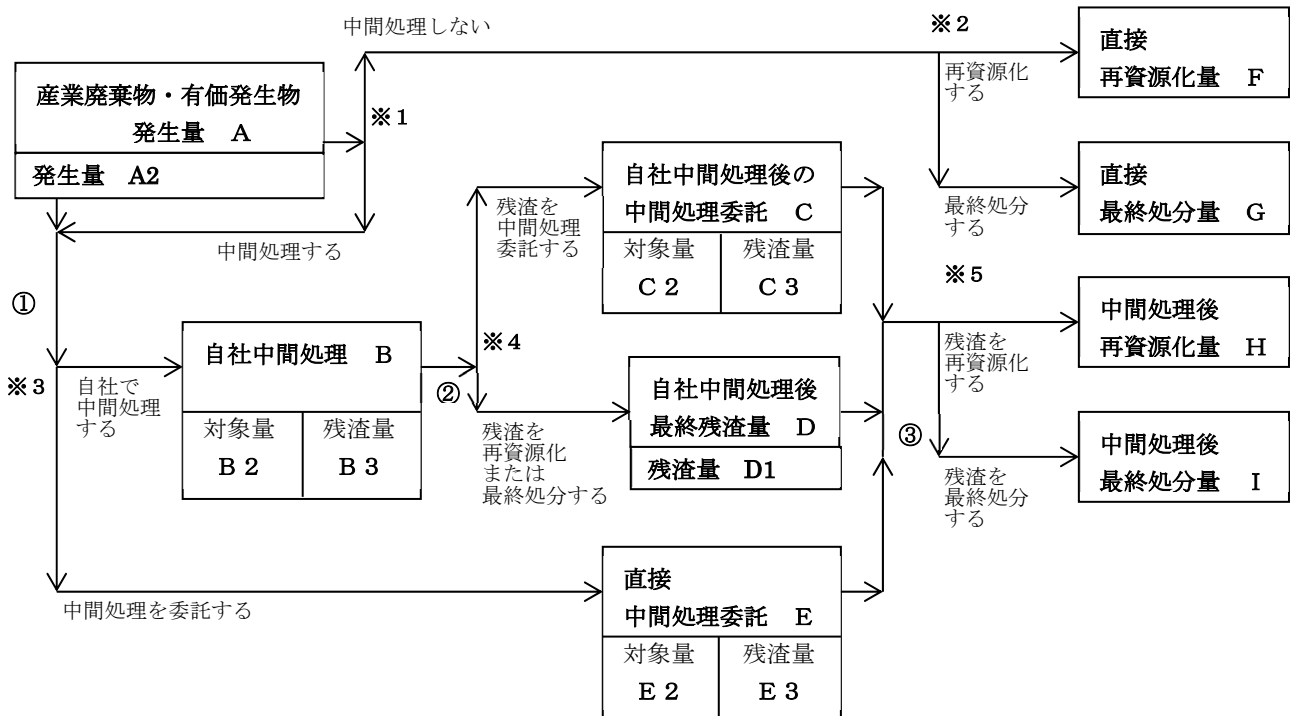 中間処理しない
※２
直接
再資源化量　F
再資源化
する
産業廃棄物・有価発生物
発生量　A
※１
発生量　A2
自社中間処理後の
中間処理委託　C
対象量
残渣量
C２
C３
残渣を
中間処理
委託する
直接
最終処分量　G
最終処分
する
中間処理する
①
※３
自社で
中間処理
する
自社中間処理　B
対象量
残渣量
B２
B３
※４
②
残渣を
再資源化
または
最終処分する
自社中間処理後
最終残渣量　D
残渣量　D1
※５
中間処理後
再資源化量　H
残渣を
再資源化
する
③
中間処理後
最終処分量　I
残渣を
最終処分
する
中間処理を委託する
直接
中間処理委託　E
対象量
残渣量
E２
E３